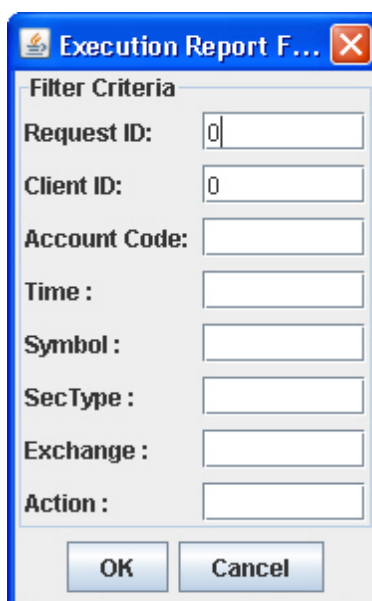 Execution Report F...
Filter Criteria
Request ID: 0
Client ID: 0
Account Code:
Time :
Symbol :
SecType :
Exchange :
Action :
OK Cancel